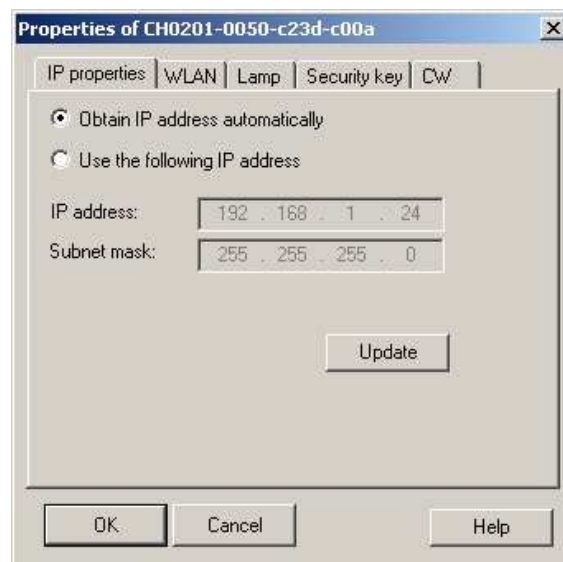 Properties of CH0201-0050-c23d-c00a
IP properties WLAN Lamp Security key CW
Obtain IP address automatically
Use the following IP address
IP address: 192 . 168 . 1 . 24
Subnet mask: 255 . 255 . 255 . 0
Update
OK Cancel Help